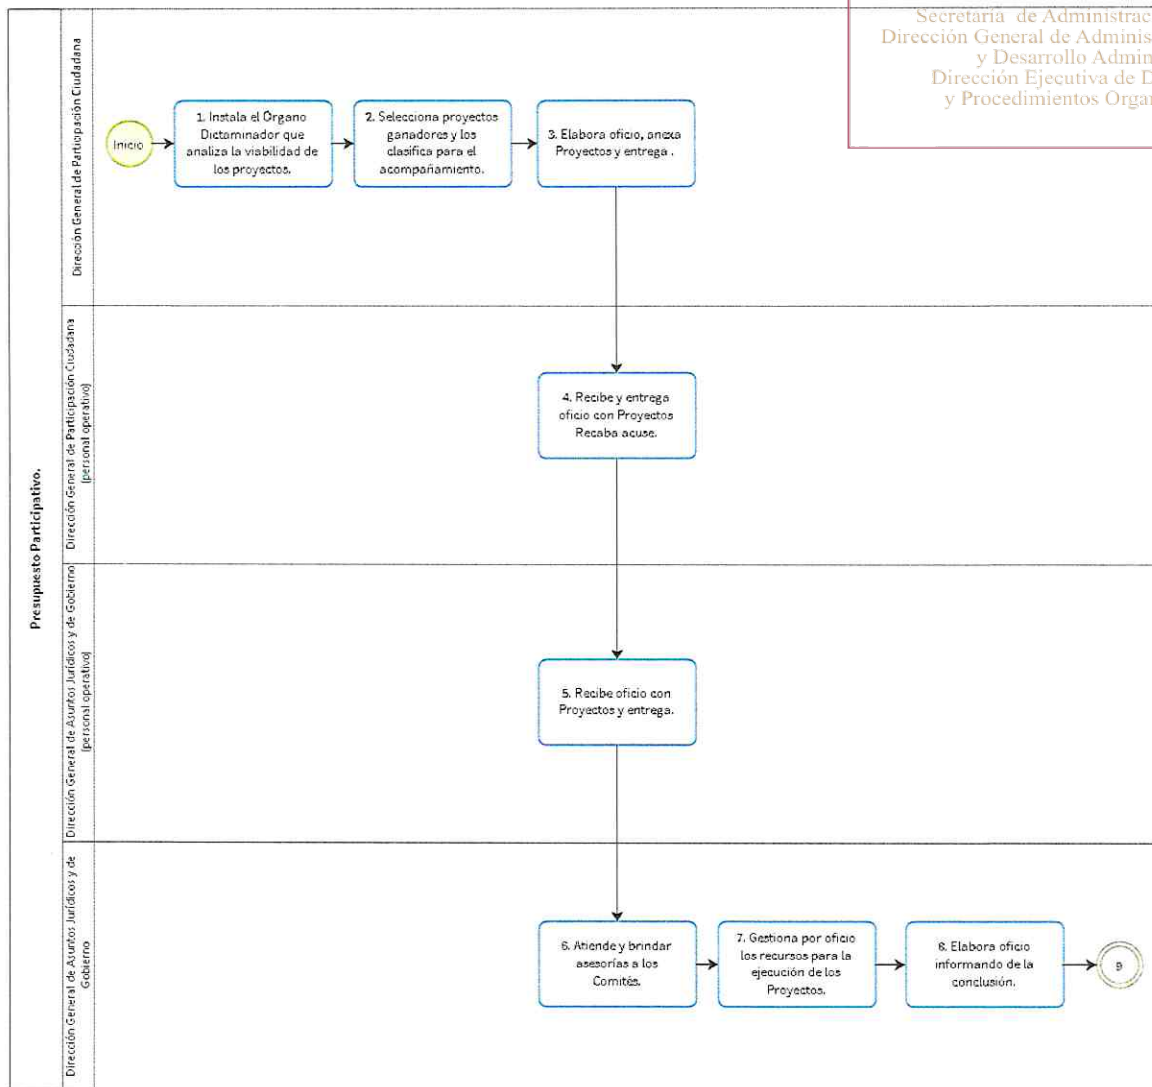 Secretaría de Administrac
Dirección General de Adminis
y Desarrollo Admin
Dirección Ejecutiva de D
y Procedimientos Organ
Presupuesto Participativo.
Dirección General de Participación Ciudadana
Inicio
1. Instala el Órgano
Dictaminador que
analiza la viabilidad de
los proyectos.
2. Selecciona proyectos
ganadores y los
clasifica para el
acompañamiento.
3. Elabora oficio, anexa
Proyectos y entrega .
Dirección General de Participación Ciudadana
(personal operativo)
4. Recibe y entrega
oficio con Proyectos
Recaba acuse.
Dirección General de Asuntos Jurídicos y de Gobierno
(personal operativo)
5. Recibe oficio con
Proyectos y entrega.
Dirección General de Asuntos Jurídicos y de
Gobierno
6. Atiende y brindar
asesorías a los
Comités.
7. Gestiona por oficio
los recursos para la
ejecución de los
Proyectos.
8. Elabora oficio
informando de la
conclusión.
9